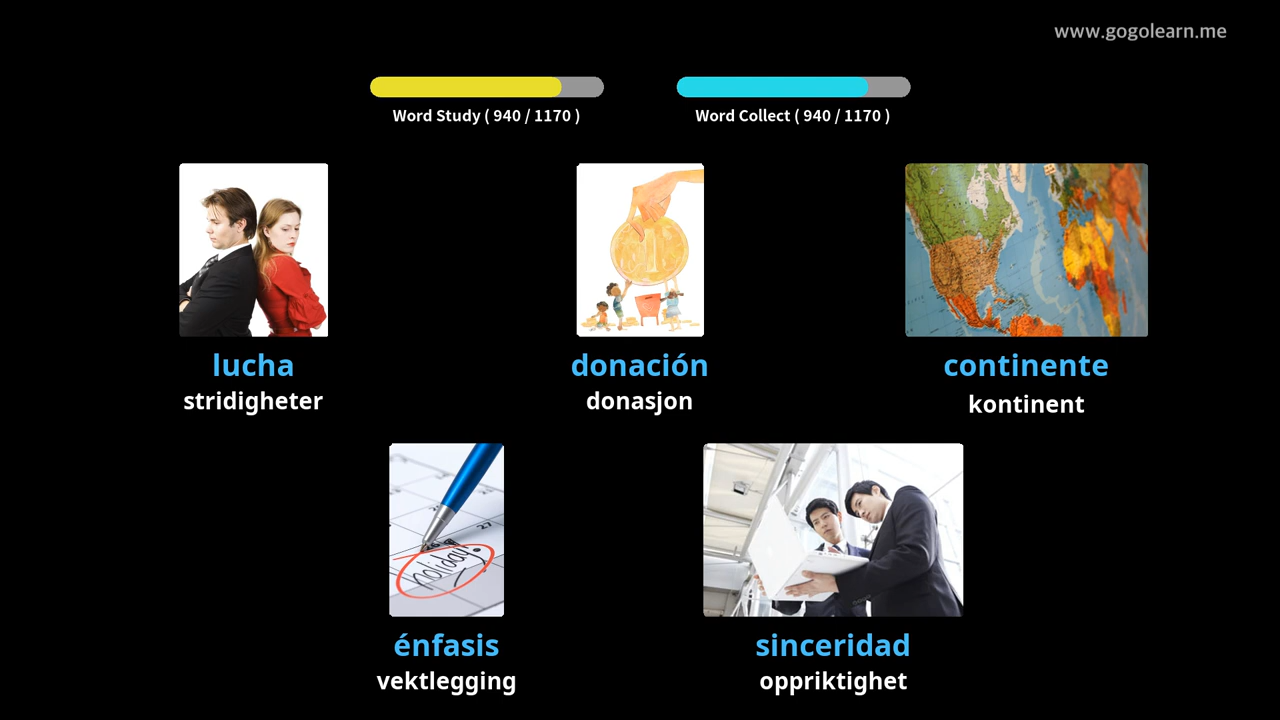 www.gogolearn.me
Word Study ( 940 / 1170 )
Word Collect ( 940 / 1170 )
lucha
stridigheter
donación
donasjon
continente
kontinent
27
holiday
énfasis
vektlegging
sinceridad
oppriktighet